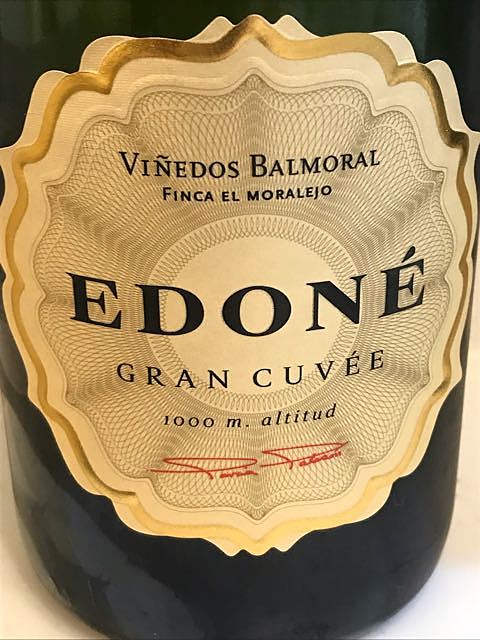 VIÑEDOS BALMORAL
FINCA EL MORALEJO
EDONÉ
GRAN CUVÉE
1000 m. altitud